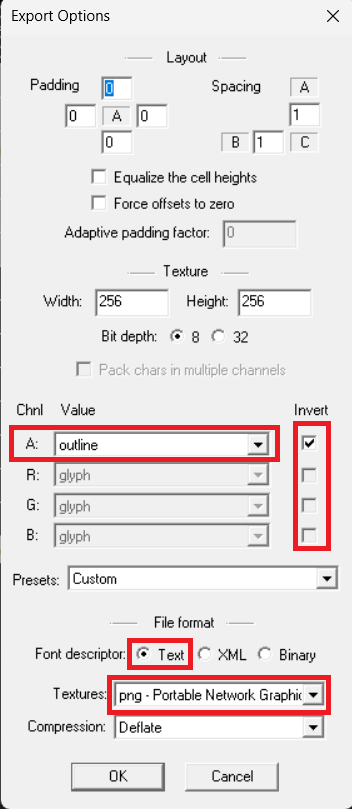 Export Options
Layout
Padding 0 Spacing A
0 A 0 1
0 B 1 C
Equalize the cell heights
Force offsets to zero
Adaptive padding factor: 0
Texture
Width: 256 Height: 256
Bit depth: 8 32
Pack chars in multiple channels
Chnl Value Invert
A: outline
R: glyph
G: glyph
B: glyph
Presets: Custom
File format
Font descriptor: Text XML Binary
Textures: png - Portable Network Graphic
Compression: Deflate
OK Cancel